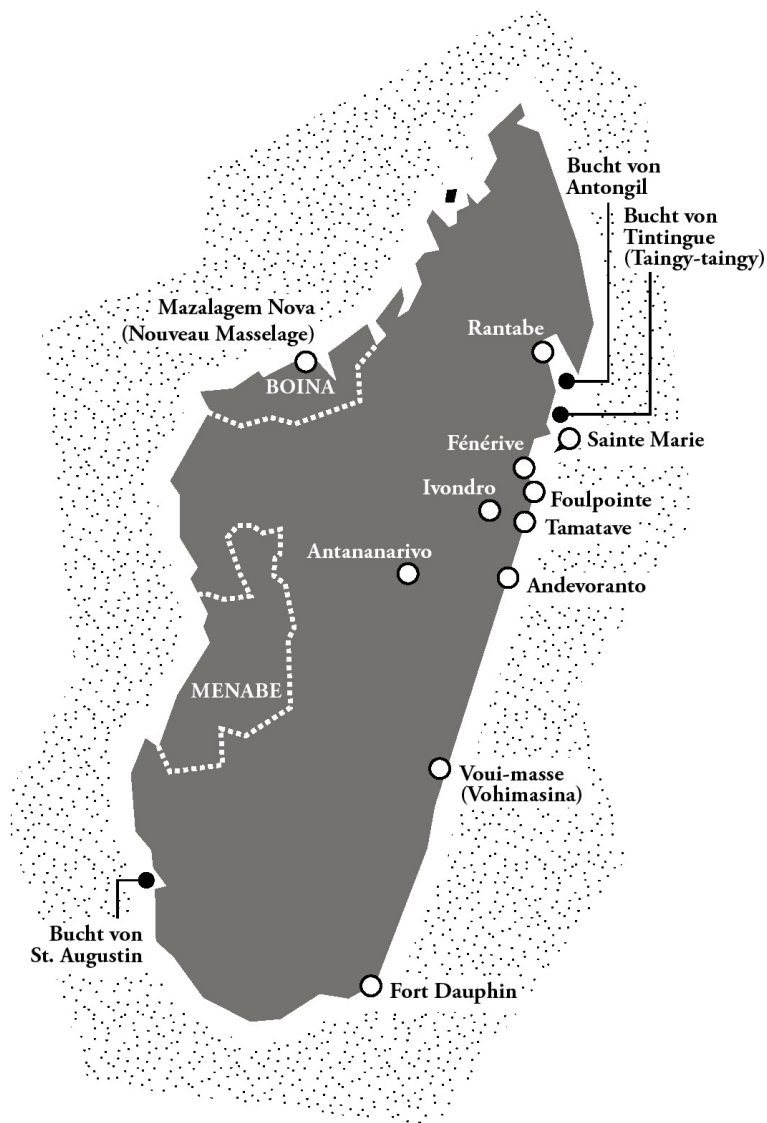 Bucht von
Antongil
Bucht von
Tintingue
(Taingy-taingy)
Mazalagem Nova
(Nouveau Masselage)
BOINA
Rantabe
Sainte Marie
Fénérive
Ivondro
Foulpointe
Tamatave
Antananarivo
Andevoranto
MENABE
Voui-masse
(Vohimasina)
Bucht von
St. Augustin
Fort Dauphin